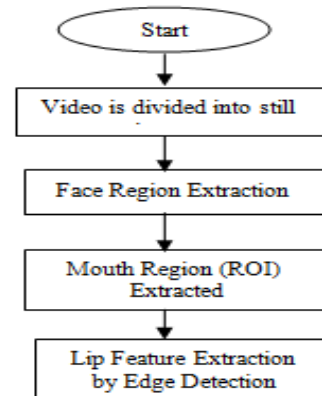 Start
Video is divided into still
Face Region Extraction
Mouth Region (ROI)
Extracted
Lip Feature Extraction
by Edge Detection